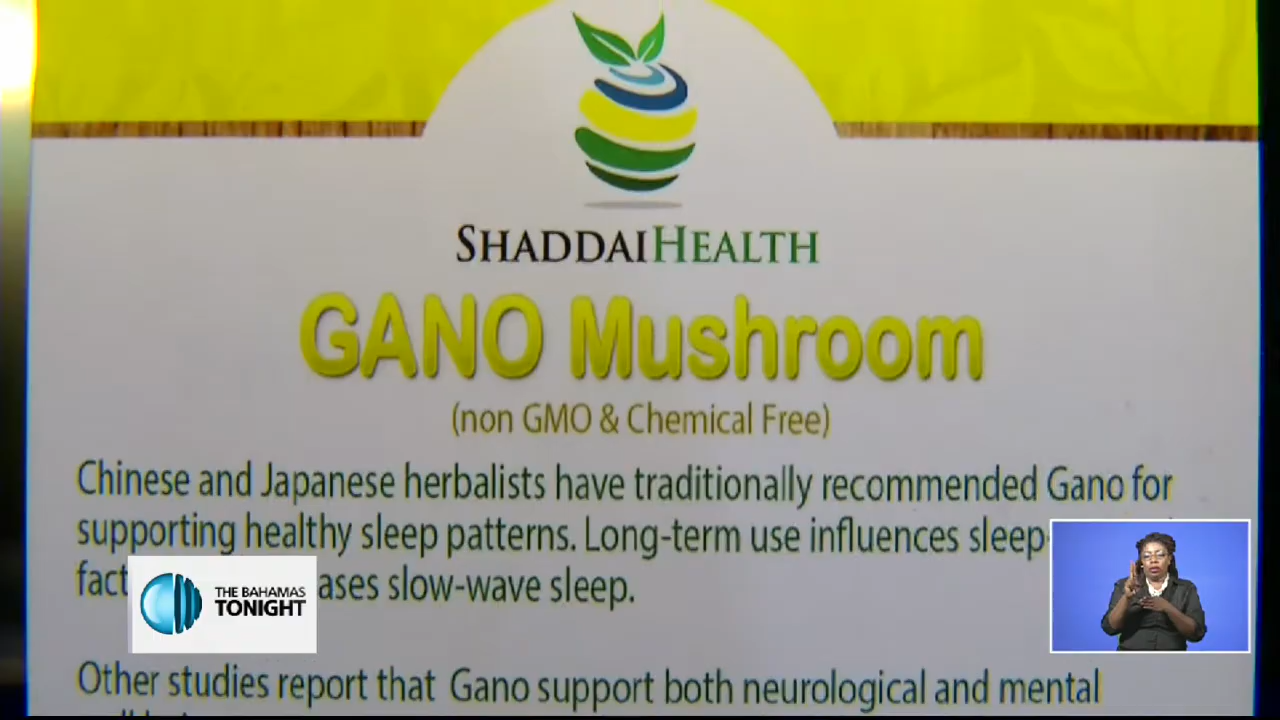 SHADDAIHEALTH
GANO Mushroom
(non GMO & Chemical Free)
Chinese and Japanese herbalists have traditionally recommended Gano for
supporting healthy sleep patterns. Long-term use influences sleep
slow-wave sleep.
THE BAHAMAS
TONIGHT
Other studies report that Gano support both neurological and mental